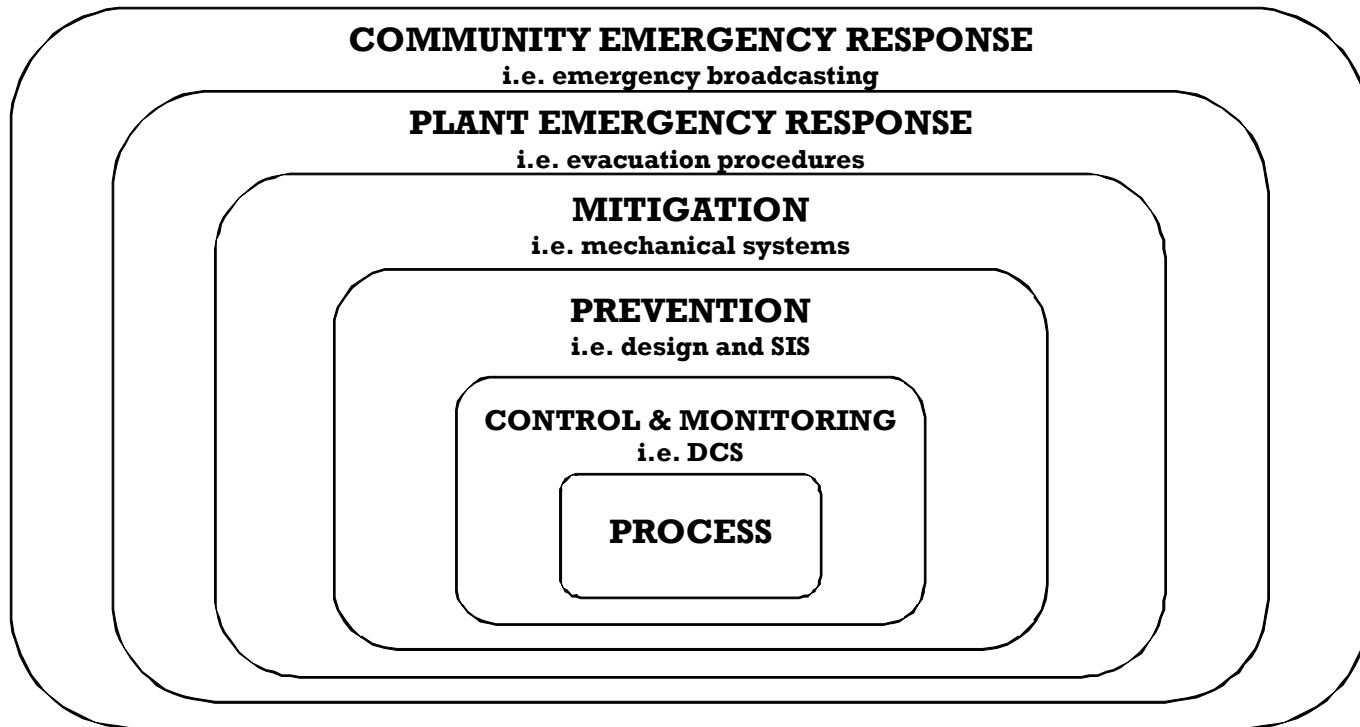 COMMUNITY EMERGENCY RESPONSE
i.e. emergency broadcasting
PLANT EMERGENCY RESPONSE
i.e. evacuation procedures
MITIGATION
i.e. mechanical systems
PREVENTION
i.e. design and SIS
CONTROL & MONITORING
i.e. DCS
PROCESS